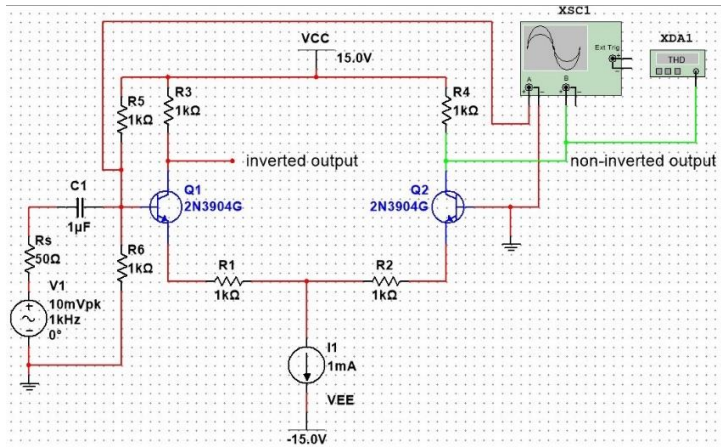 XSC1
Ext Trig
A
B
XDA1
THD
VCC
15.0V
R5
1kΩ
R3
1kΩ
R4
1kΩ
inverted output
non-inverted output
C1
1µF
Q1
2N3904G
Q2
2N3904G
Rs
50Ω
R6
1kΩ
R1
1kΩ
R2
1kΩ
V1
10mVpk
1kHz
0°
I1
1mA
VEE
-15.0V